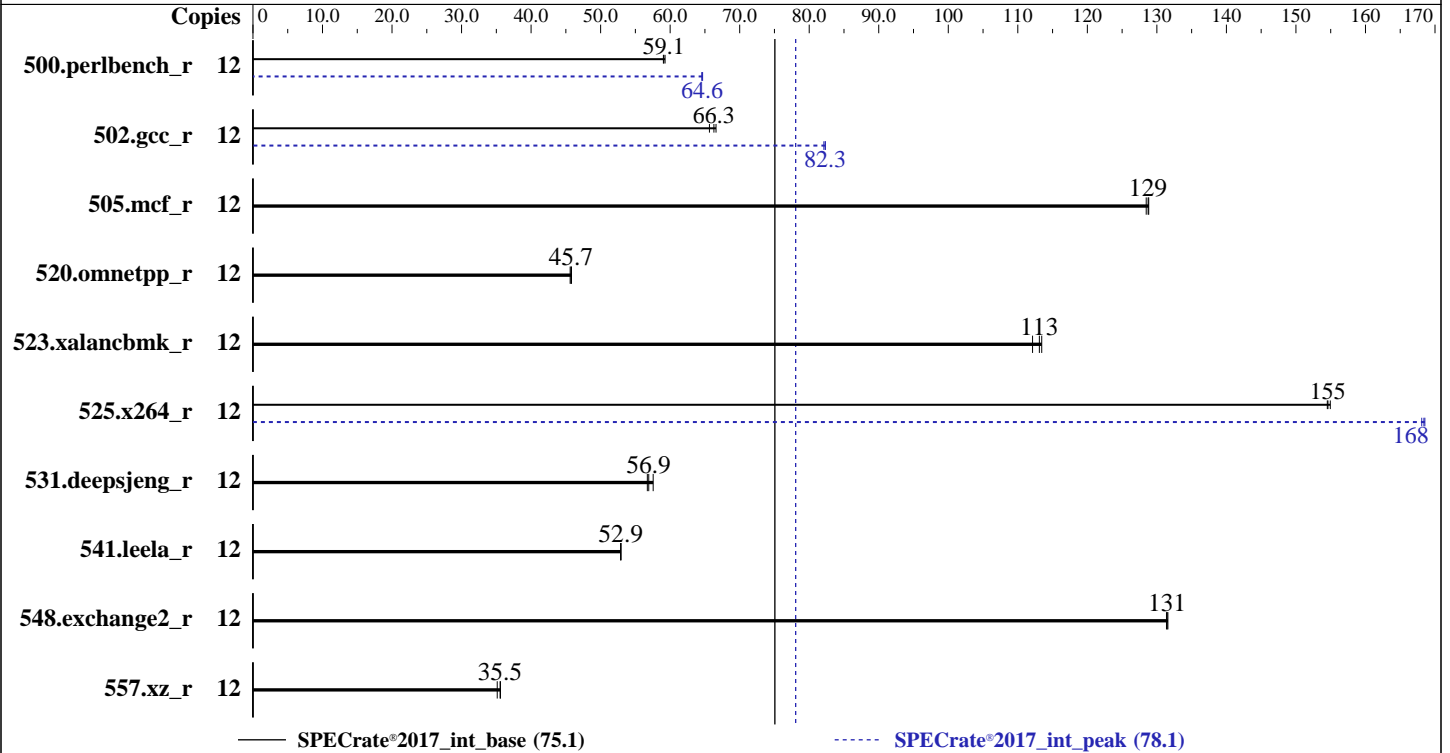 Copies 0 10.0 20.0 30.0 40.0 50.0 60.0 70.0 80.0 90.0 100 110 120 130 140 150 160 170
59.1
500.perlbench_r 12
64.6
66.3
502.gcc_r 12
82.3
129
505.mcf_r 12
45.7
520.omnetpp_r 12
113
523.xalancbmk_r 12
155
525.x264_r 12
168
56.9
531.deepsjeng_r 12
52.9
541.leela_r 12
131
548.exchange2_r 12
35.5
557.xz_r 12
SPECrate®2017_int_base (75.1) SPECrate®2017_int_peak (78.1)